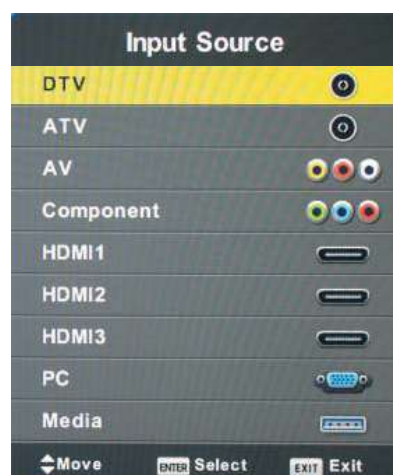 Input Source
DTV
ATV
AV
Component
HDMI1
HDMI2
HDMI3
PC
Media
Move ENTER Select EXIT Exit